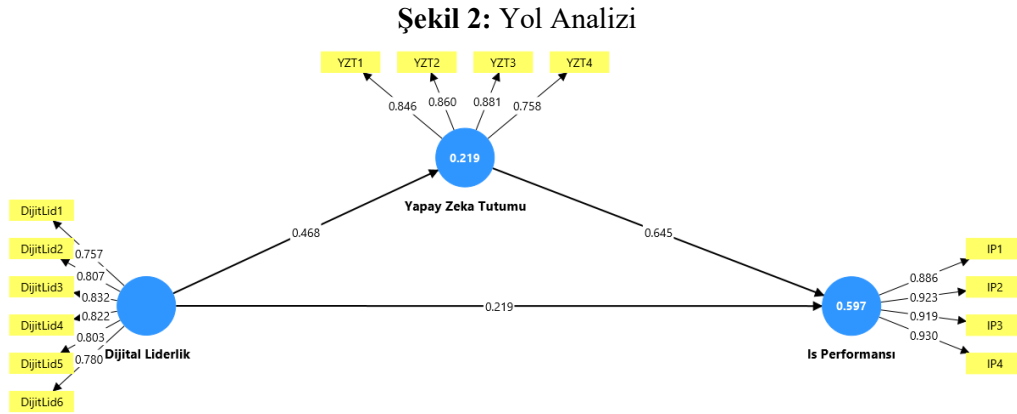 Şekil 2: Yol Analizi
YZT1 YZT2 YZT3 YZT4
0.846 0.860 0.881 0.758
0.219
Yapay Zeka Tutumu
DijitLid1
DijitLid2
DijitLid3
DijitLid4
DijitLid5
DijitLid6
0.757
0.807
0.832
0.822
0.803
0.780
Dijital Liderlik
0.468
0.645
0.219
0.597
Is Performansı
0.886
0.923
0.919
0.930
IP1
IP2
IP3
IP4